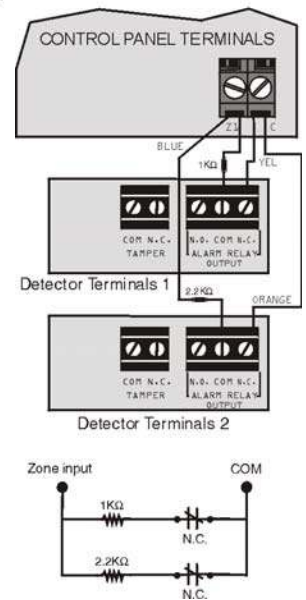 CONTROL PANEL TERMINALS
Z1 C
BLUE
1KΩ
YEL
COM N.C. N.O. COM N.C.
TAMPER ALARM RELAY
OUTPUT
Detector Terminals 1
2.2KΩ
ORANGE
COM N.C. N.O. COM N.C.
TAMPER ALARM RELAY
OUTPUT
Detector Terminals 2
Zone input COM
1KΩ
N.C.
2.2KΩ
N.C.